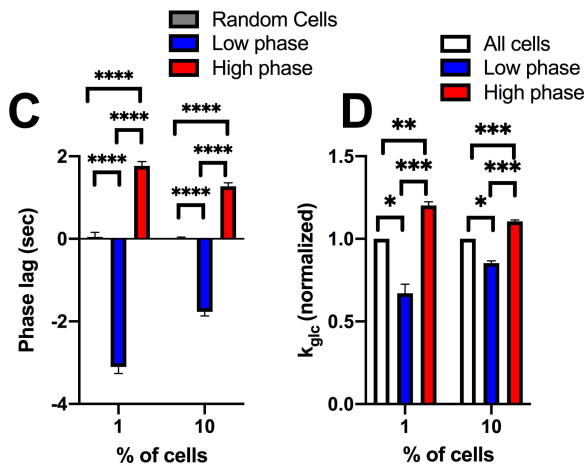 Random Cells
Low phase
High phase
C
Phase lag (sec)
2
0
-2
-4
****
****
****
****
****
****
1
10
% of cells
All cells
Low phase
High phase
D
k_glc (normalized)
1.5
1.0
0.5
0.0
**
***
*
***
***
*
1
10
% of cells